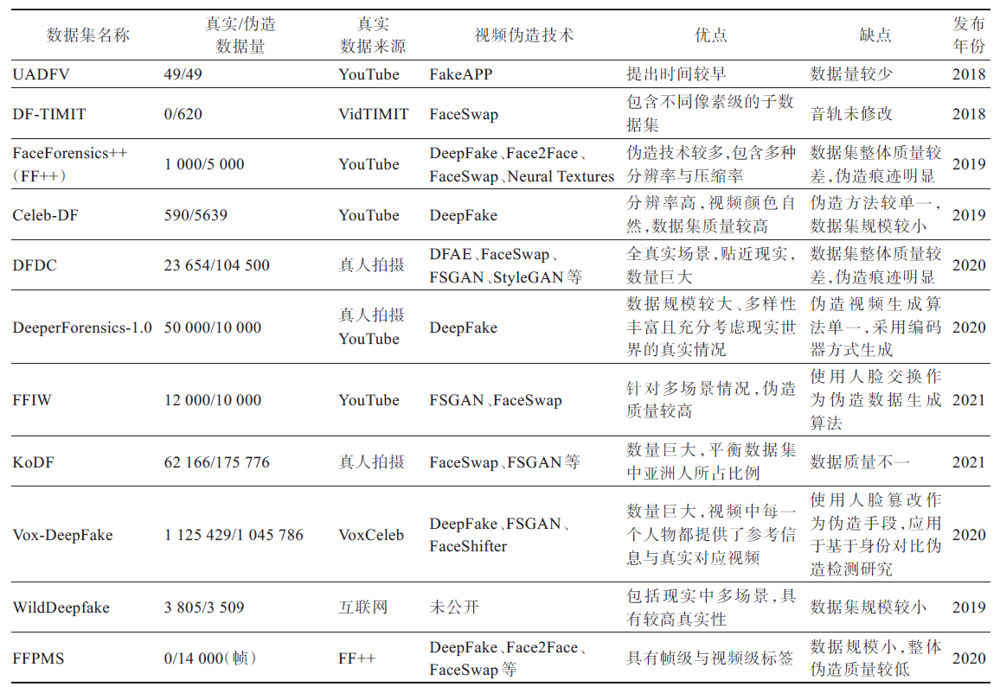 数据集名称 真实/伪造数据量 真实数据来源 视频伪造技术 优点 缺点 发布年份
UADFV 49/49 YouTube FakeAPP 提出时间较早 数据量较少 2018
DF-TIMIT 0/620 VidTIMIT FaceSwap 包含不同像素级的子数据集 音轨未修改 2018
FaceForensics++（FF++） 1 000/5 000 YouTube DeepFake、Face2Face、FaceSwap、Neural Textures 伪造技术较多，包含多种分辨率与压缩率 数据集整体质量较差，伪造痕迹明显 2019
Celeb-DF 590/5639 YouTube DeepFake 分辨率高，视频颜色自然，数据集质量较高 伪造方法较单一，数据集规模较小 2019
DFDC 23 654/104 500 真人拍摄 DFAE、FaceSwap、FSGAN、StyleGAN等 全真实场景，贴近现实，数量巨大 数据集整体质量较差，伪造痕迹明显 2020
DeeperForensics-1.0 50 000/10 000 真人拍摄 YouTube DeepFake 数据规模较大、多样性丰富且充分考虑现实世界的真实情况 伪造视频生成算法单一，采用编码器方式生成 2020
FFIW 12 000/10 000 YouTube FSGAN、FaceSwap 针对多场景情况，伪造质量较高 使用人脸交换作为伪造数据生成算法 2021
KoDF 62 166/175 776 真人拍摄 FaceSwap、FSGAN等 数量巨大，平衡数据集中亚洲人所占比例 数据质量不一 2021
Vox-DeepFake 1 125 429/1 045 786 VoxCeleb DeepFake、FSGAN、FaceShifter 数量巨大，视频中每一个人物都提供了参考信息与真实对应视频 使用人脸篡改作为伪造手段，应用于基于身份对比伪造检测研究 2020
WildDeepfake 3 805/3 509 互联网 未公开 包括现实中多场景，具有较高真实性 数据集规模较小 2019
FFPMS 0/14 000（帧） FF++ DeepFake、Face2Face、FaceSwap等 具有帧级与视频级标签 数据规模小，整体伪造质量较低 2020